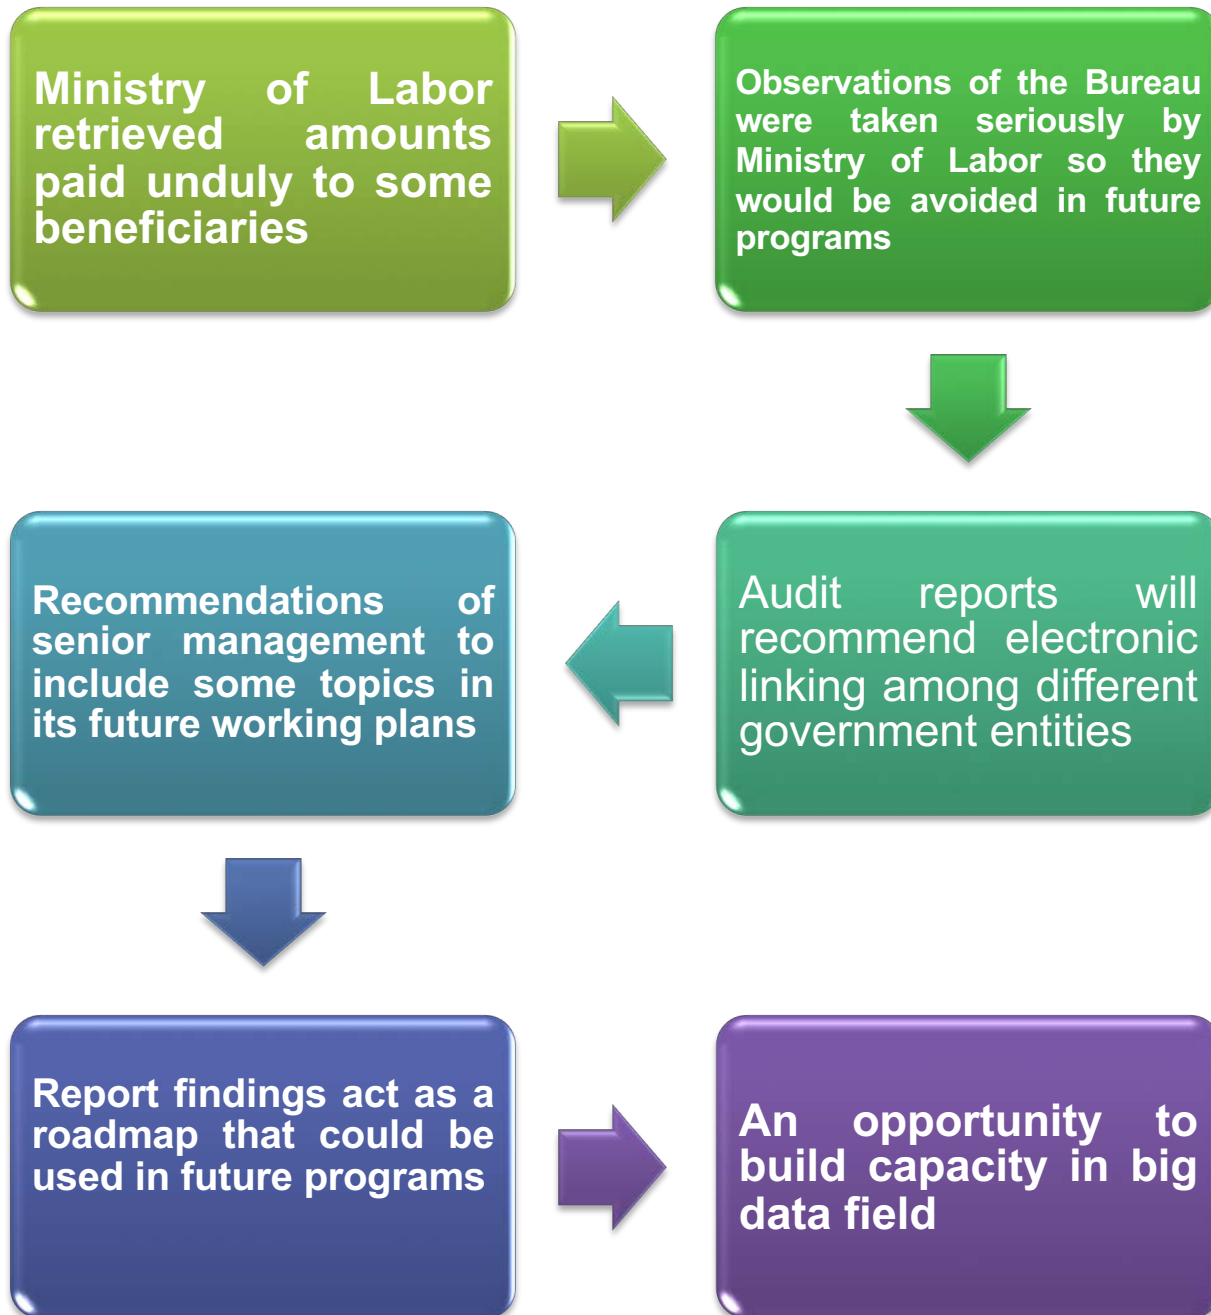 Ministry of Labor
retrieved amounts
paid unduly to some
beneficiaries
Observations of the Bureau
were taken seriously by
Ministry of Labor so they
would be avoided in future
programs
Audit reports will
recommend electronic
linking among different
government entities
Recommendations of
senior management to
include some topics in
its future working plans
Report findings act as a
roadmap that could be
used in future programs
An opportunity to
build capacity in big
data field